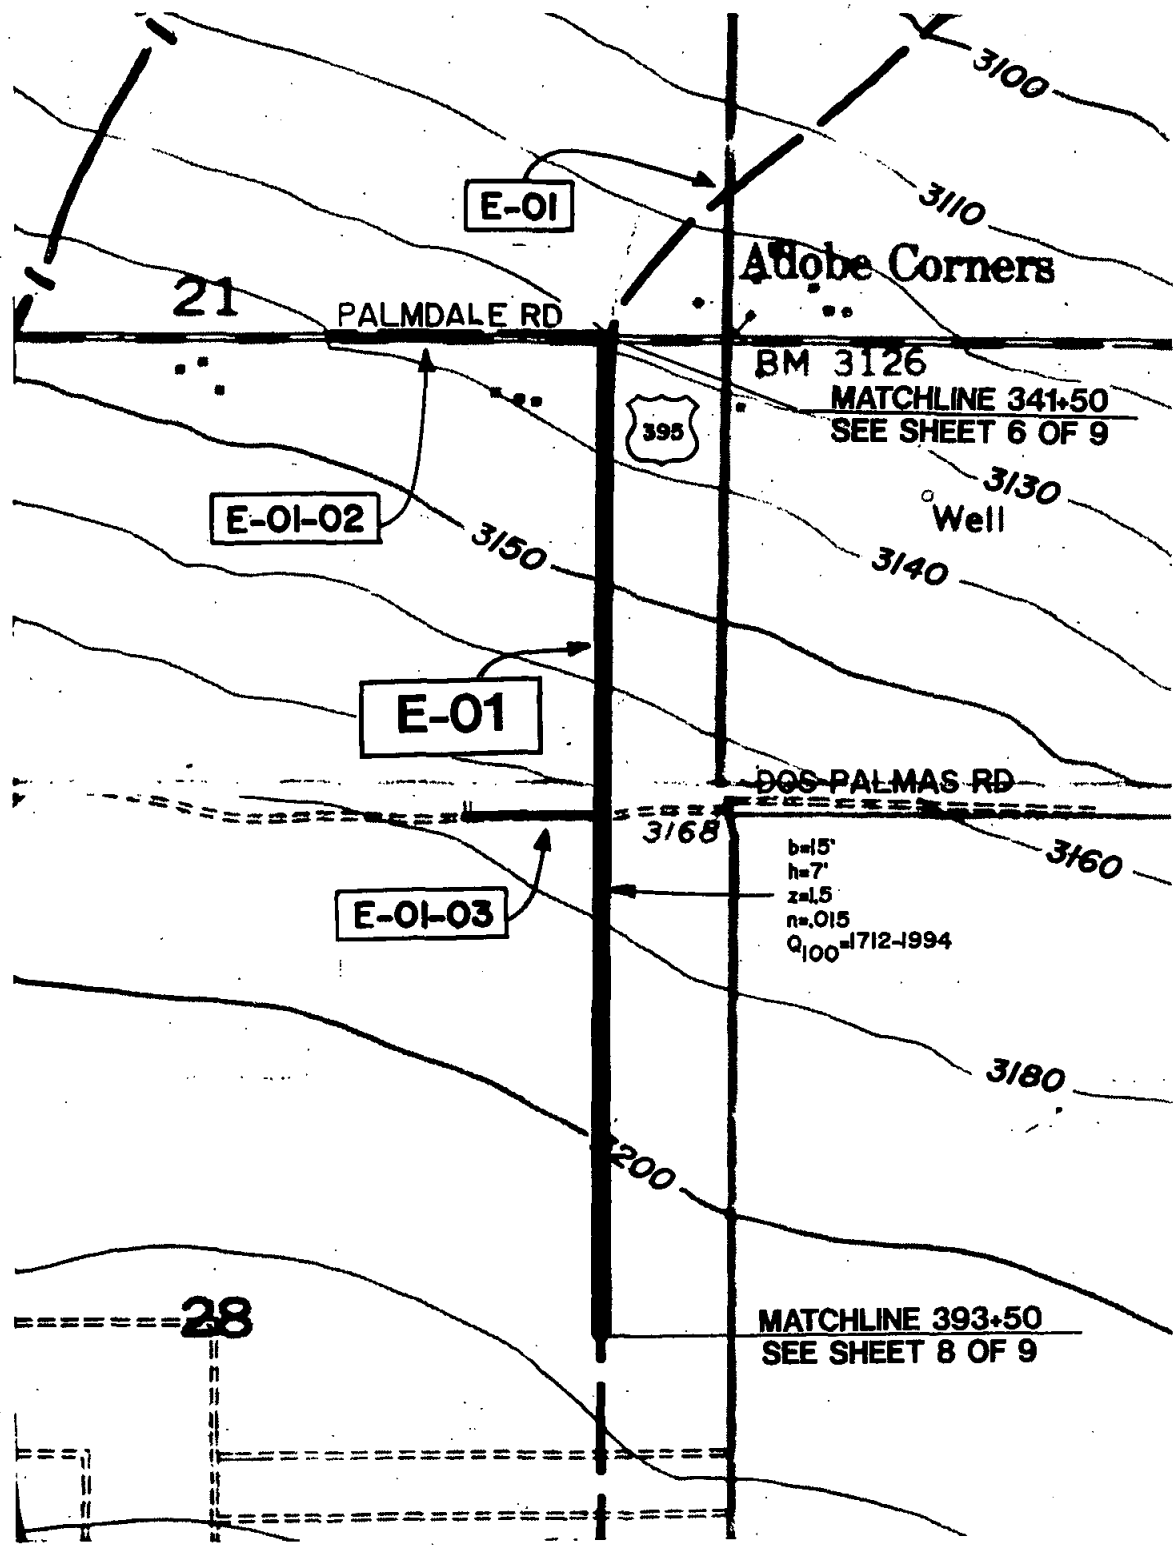 3100
E-01
3110
Adobe Corners
21
PALMDALE RD
BM 3126
MATCHLINE 341+50
SEE SHEET 6 OF 9
395
3130
Well
E-01-02
3150
3140
E-01
DOS PALMAS RD
3168
b=15'
h=7'
z=1.5
n=.015
Q100=1712-1994
3160
E-01-03
3180
200
28
MATCHLINE 393+50
SEE SHEET 8 OF 9